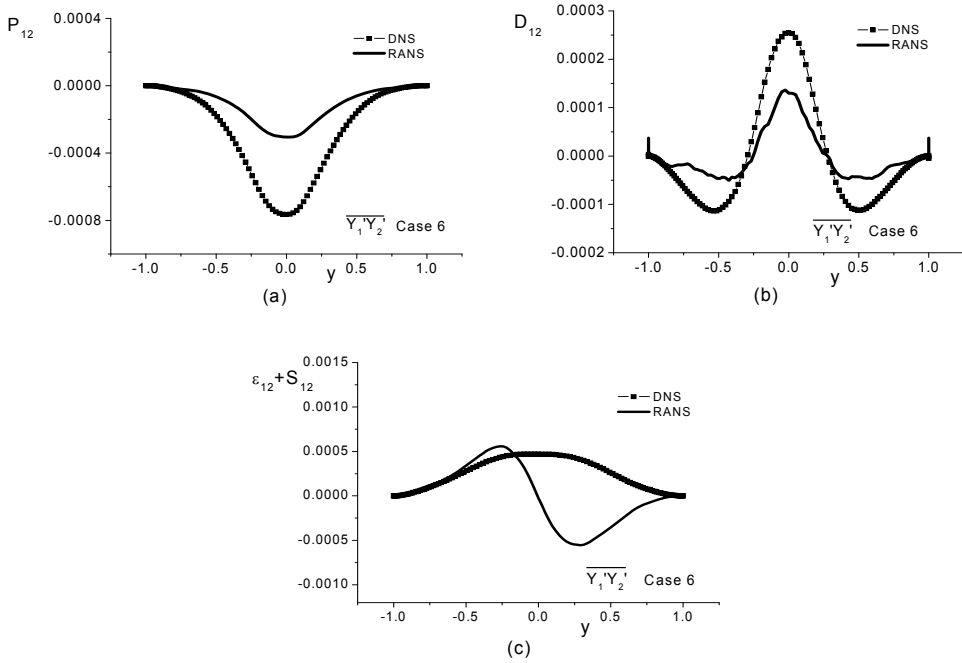 P12
0.0004
0.0000
-0.0004
-0.0008
DNS
RANS
Y1'Y2' Case 6
-1.0 -0.5 0.0 0.5 1.0
y
(a)
D12
0.0003
0.0002
0.0001
0.0000
-0.0001
-0.0002
DNS
RANS
Y1'Y2' Case 6
-1.0 -0.5 0.0 0.5 1.0
y
(b)
ε12+S12
0.0015
0.0010
0.0005
0.0000
-0.0005
-0.0010
DNS
RANS
Y1'Y2' Case 6
-1.0 -0.5 0.0 0.5 1.0
y
(c)